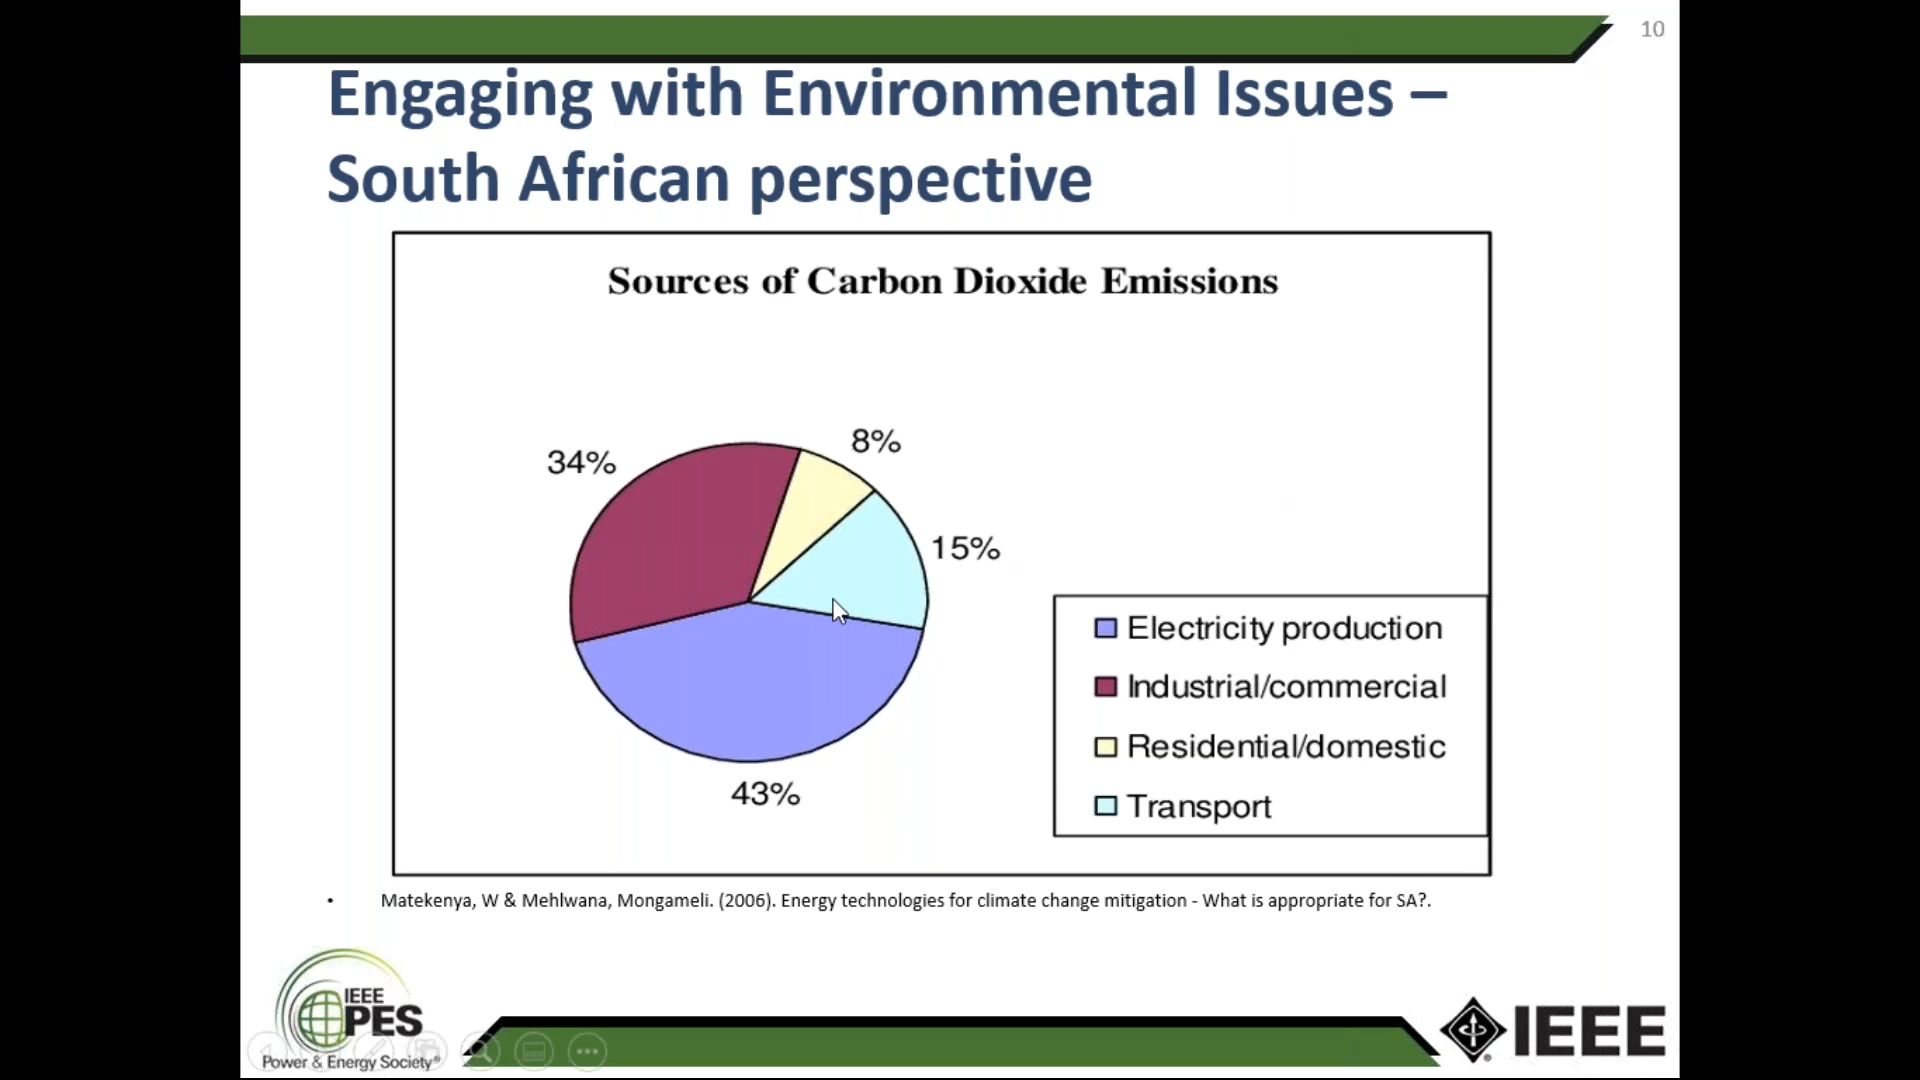 10
Engaging with Environmental Issues –
South African perspective
Sources of Carbon Dioxide Emissions
8%
34%
15%
43%
Electricity production
Industrial/commercial
Residential/domestic
Transport
• Matekenya, W & Mehlwana, Mongameli. (2006). Energy technologies for climate change mitigation - What is appropriate for SA?.
IEEE
PES
Power & Energy Society®
IEEE